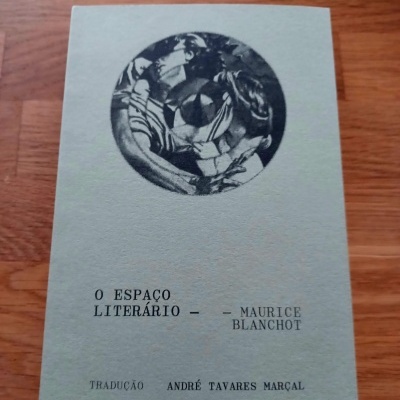 O ESPAÇO
LITERÁRIO – – MAURICE
BLANCHOT
TRADUÇÃO ANDRÉ TAVARES MARÇAL